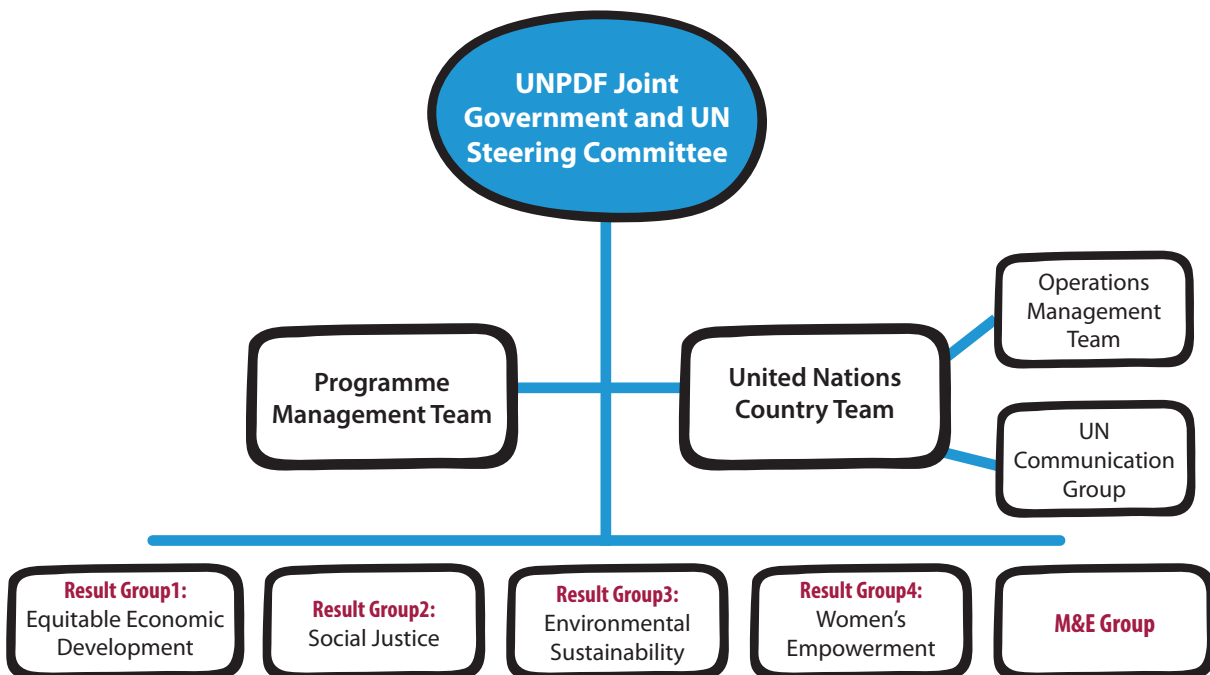 UNPDF Joint
Government and UN
Steering Committee
Operations
Management
Team
Programme
Management Team
United Nations
Country Team
UN
Communication
Group
Result Group1:
Equitable Economic
Development
Result Group2:
Social Justice
Result Group3:
Environmental
Sustainability
Result Group4:
Women’s
Empowerment
M&E Group